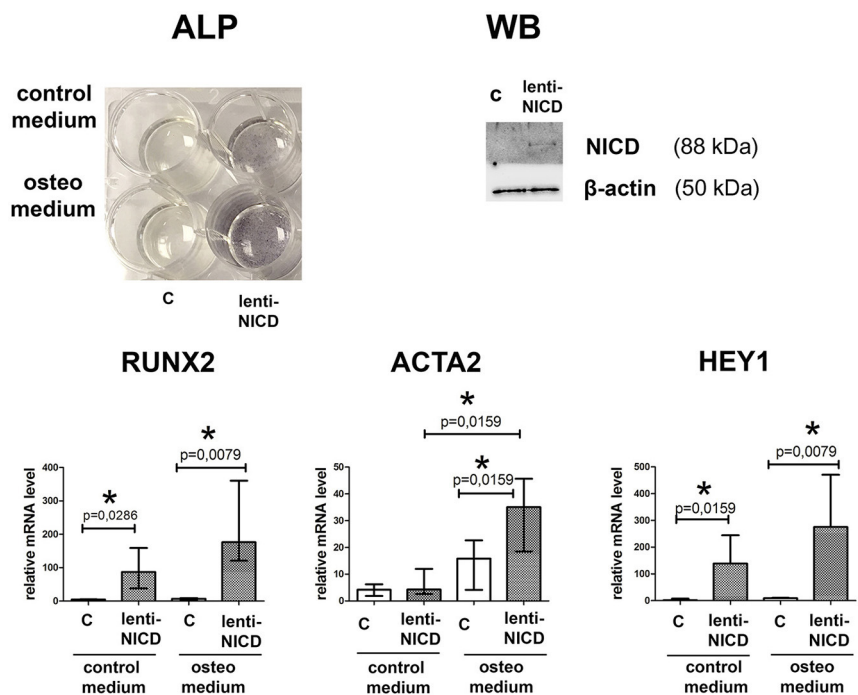 ALP
WB
control
medium
osteo
medium
C
lenti-
NICD
c
lenti-
NICD
NICD (88 kDa)
β-actin (50 kDa)
RUNX2
relative mRNA level
400
300
200
100
0
*
p=0,0286
*
p=0,0079
C
lenti-
NICD
C
lenti-
NICD
control
medium
osteo
medium
ACTA2
relative mRNA level
50
40
30
20
10
0
*
p=0,0159
*
p=0,0159
C
lenti-
NICD
C
lenti-
NICD
control
medium
osteo
medium
HEY1
relative mRNA level
500
400
300
200
100
0
*
p=0,0159
*
p=0,0079
C
lenti-
NICD
C
lenti-
NICD
control
medium
osteo
medium